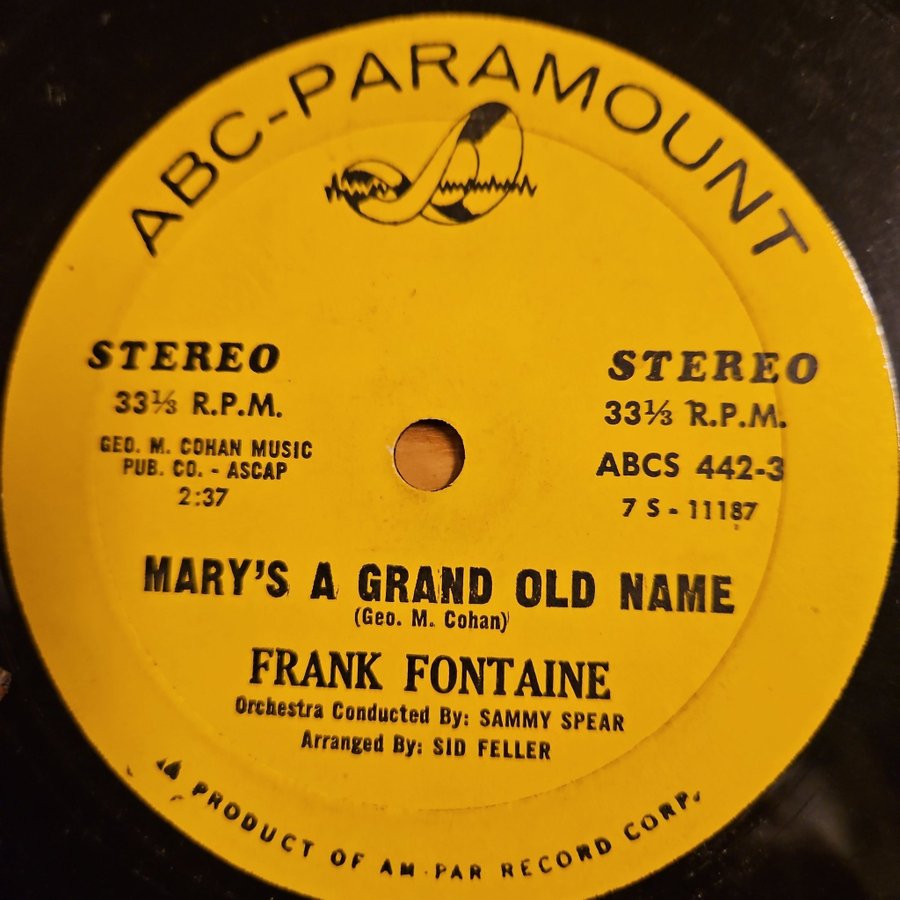 ABC-PARAMOUNT
STEREO
33⅓ R.P.M.
GEO. M. COHAN MUSIC
PUB. CO. - ASCAP
2:37
STEREO
33⅓ R.P.M.
ABCS 442-3
7 S - 11187
MARY'S A GRAND OLD NAME
(Geo. M. Cohan)
FRANK FONTAINE
Orchestra Conducted By: SAMMY SPEAR
Arranged By: SID FELLER
A PRODUCT OF AM-PAR RECORD CORP.